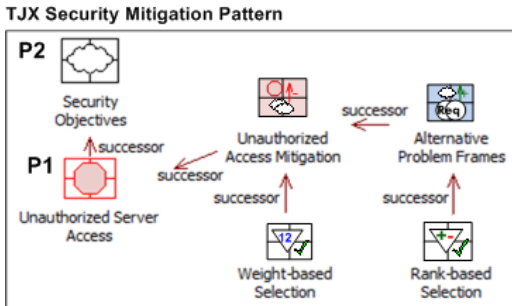 TJX Security Mitigation Pattern
P2
Security
Objectives
successor
P1
Unauthorized Server
Access
successor
Unauthorized
Access Mitigation
successor
Req
Alternative
Problem Frames
successor
successor
12
Weight-based
Selection
Rank-based
Selection